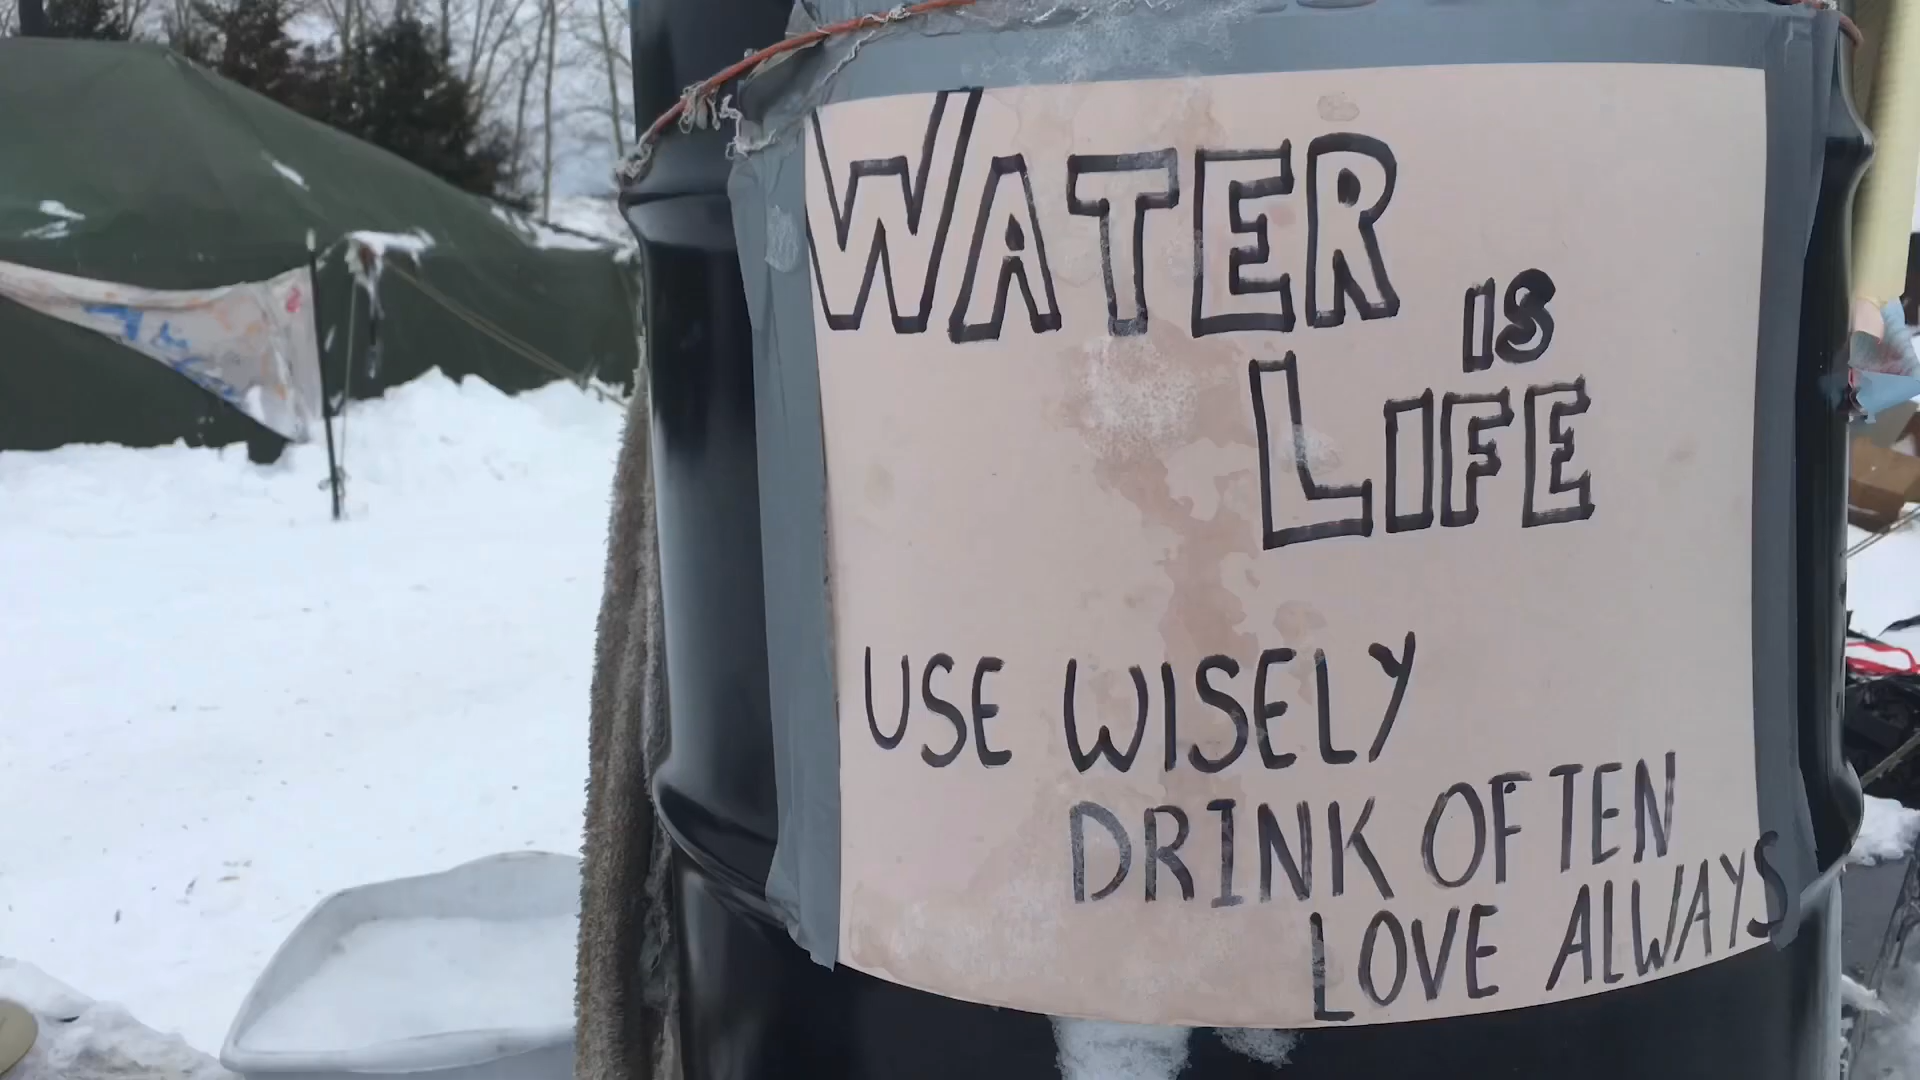 WATER
IS
LIFE
USE WISELY
DRINK OFTEN
LOVE ALWAYS